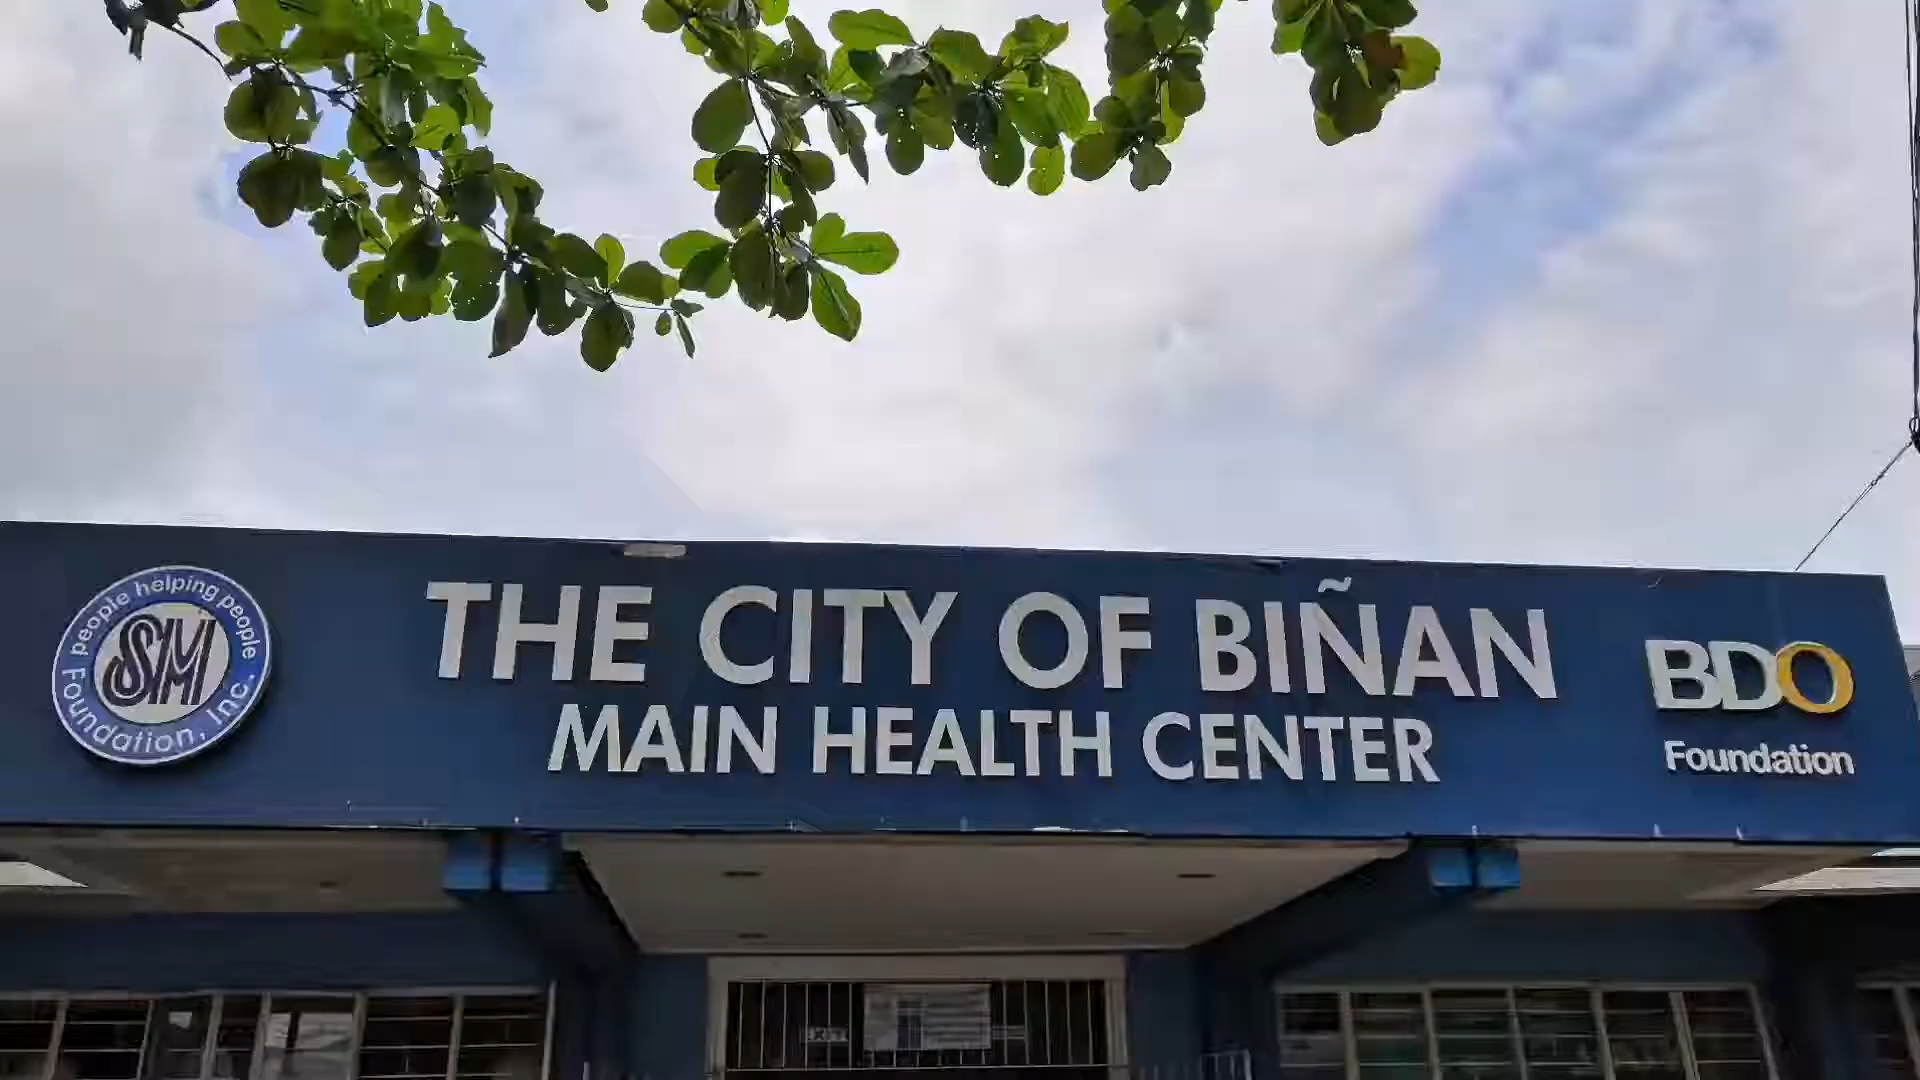 people helping people
SM
Foundation, Inc.
THE CITY OF BIÑAN
MAIN HEALTH CENTER
BDO
Foundation